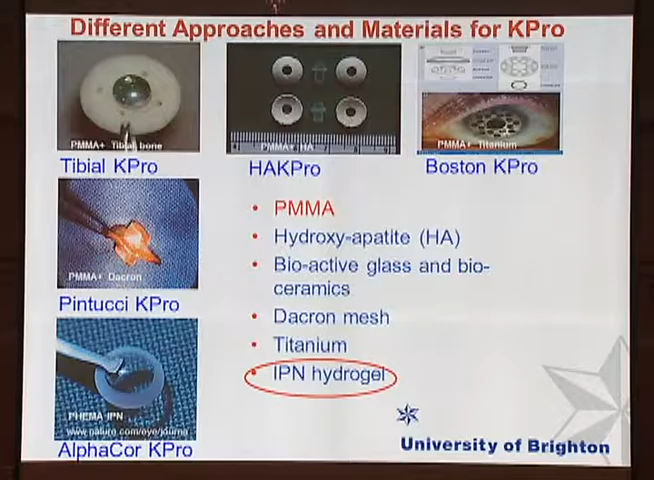 Different Approaches and Materials for KPro
PMMA+ Tibial bone
PMMA+ HA
PMMA+ Titanium
Tibial KPro
HAKPro
Boston KPro
PMMA+ Dacron
Pintucci KPro
• PMMA
• Hydroxy-apatite (HA)
• Bio-active glass and bio-
ceramics
• Dacron mesh
• Titanium
• IPN hydrogel
PHEMA IPN
www.nature.com/eye/journa
AlphaCor KPro
University of Brighton